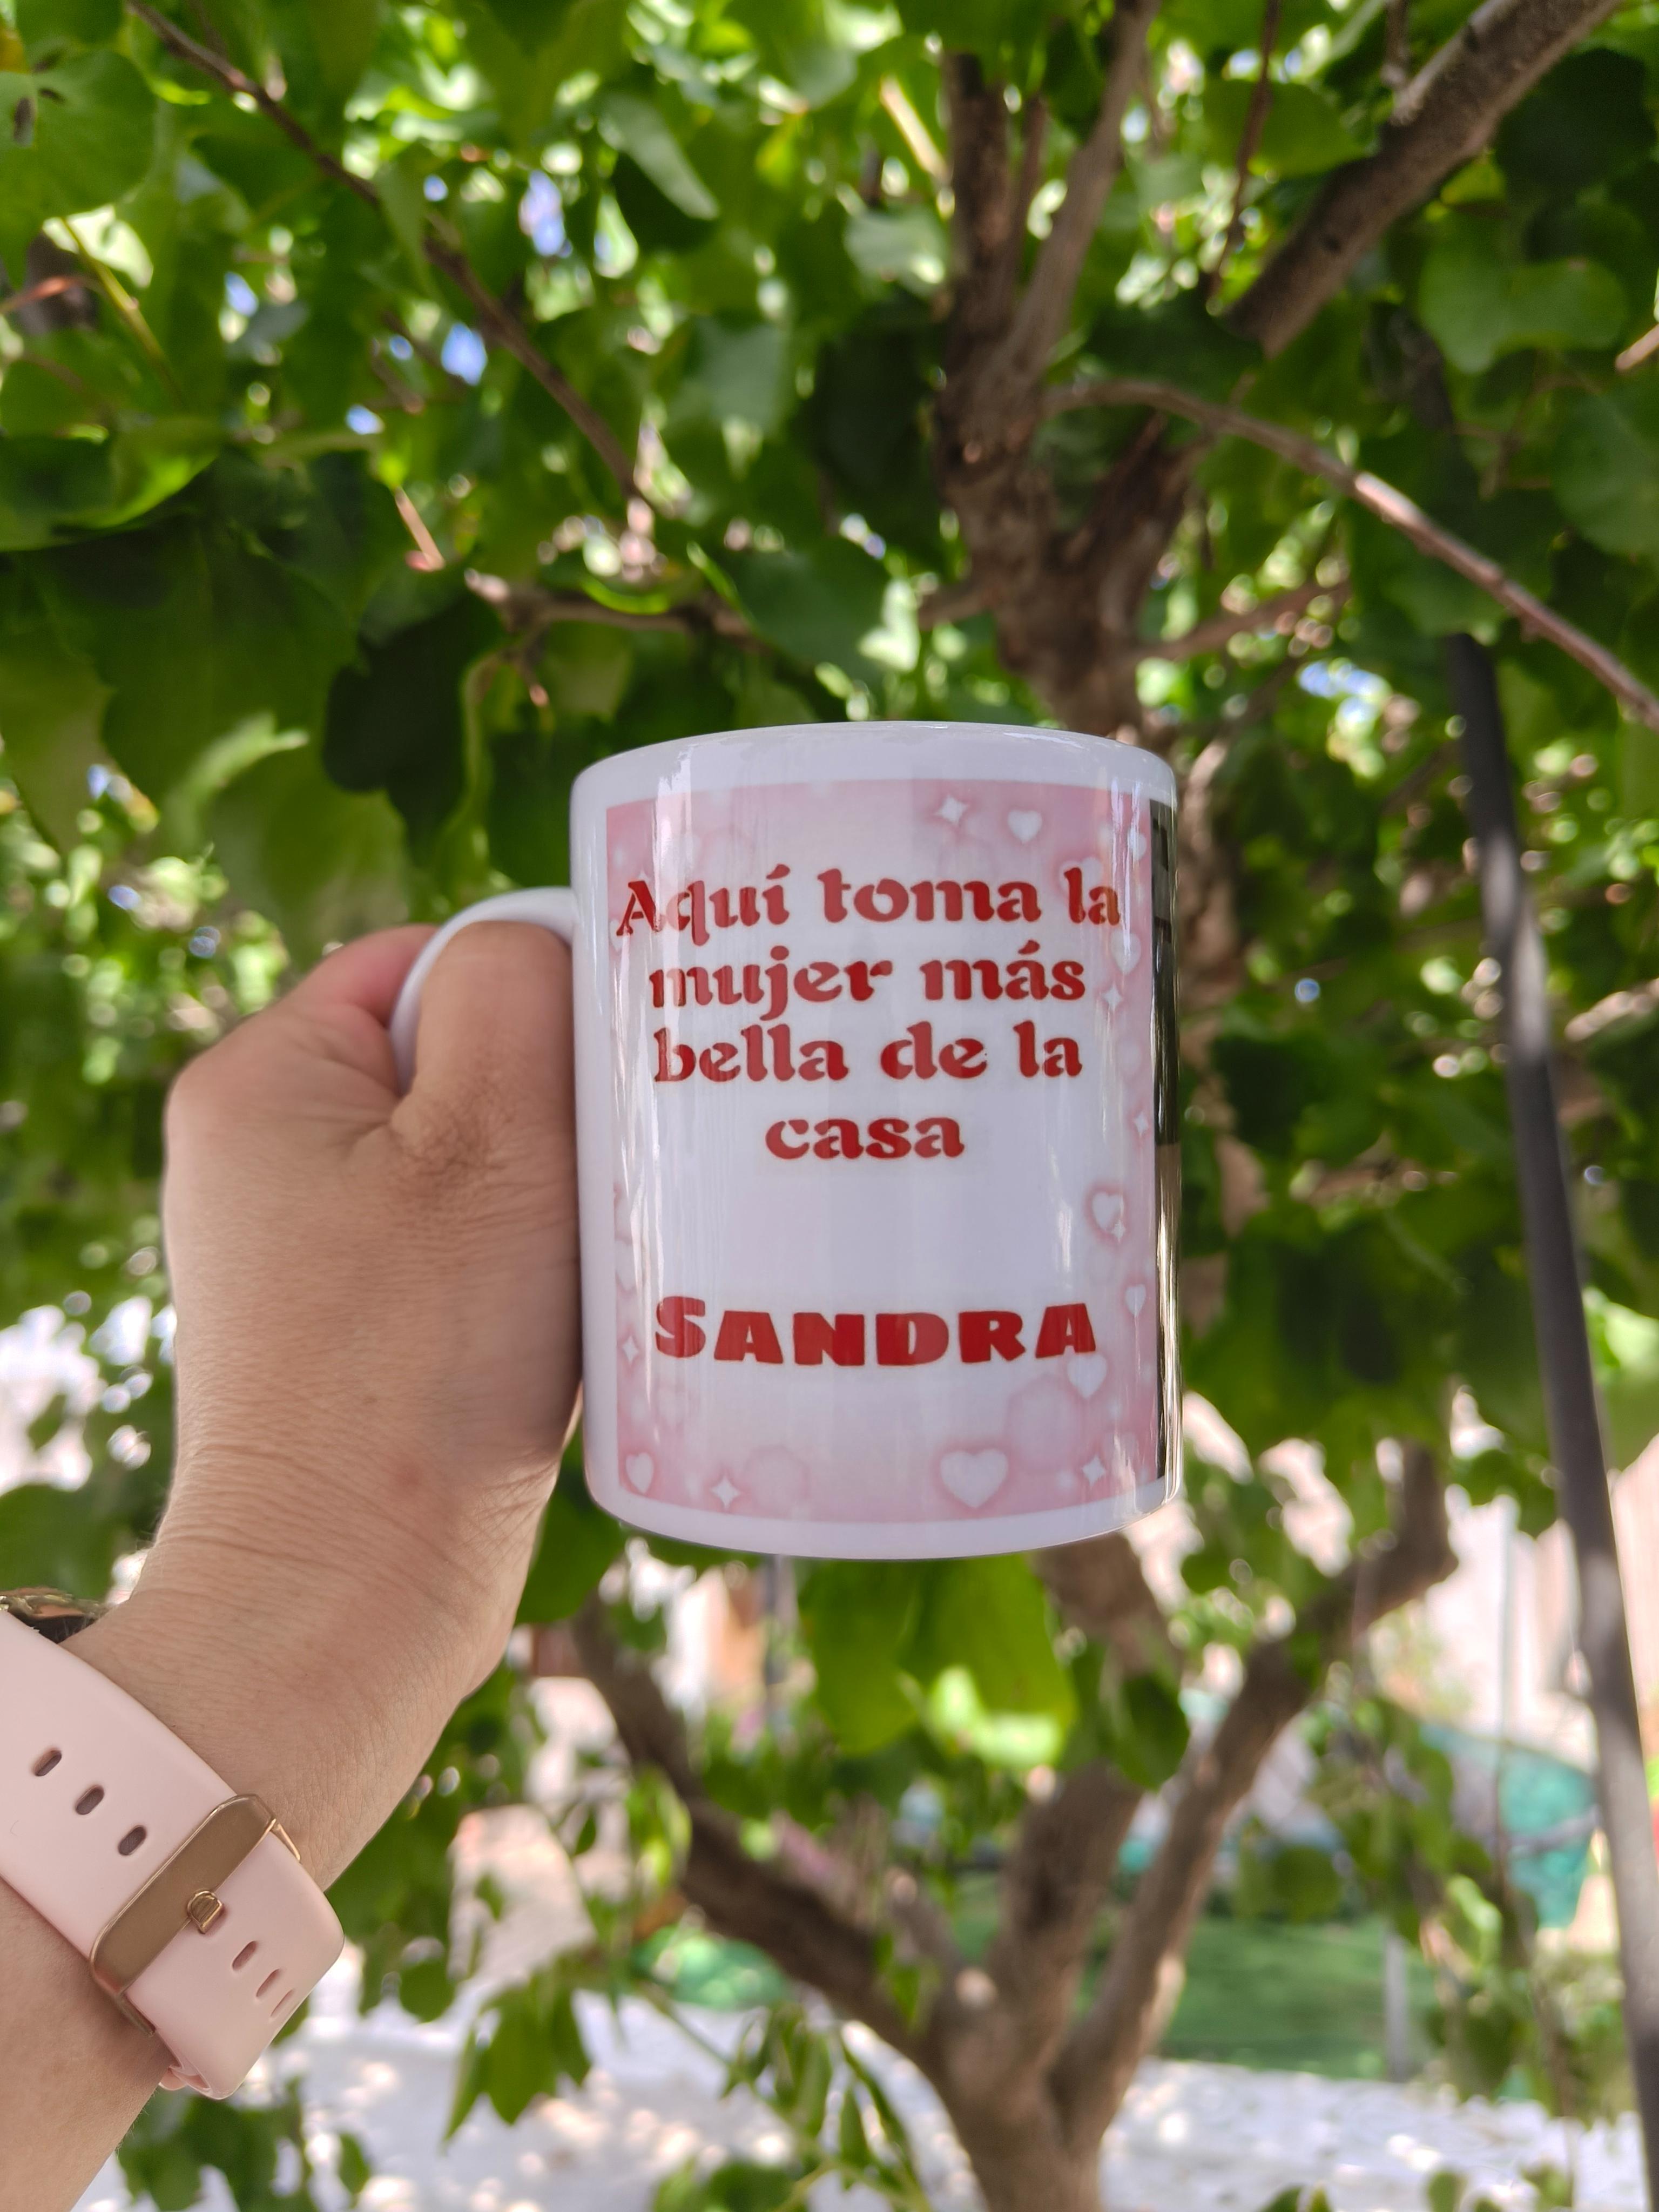 Aquí toma la
mujer más
bella de la
casa
SANDRA